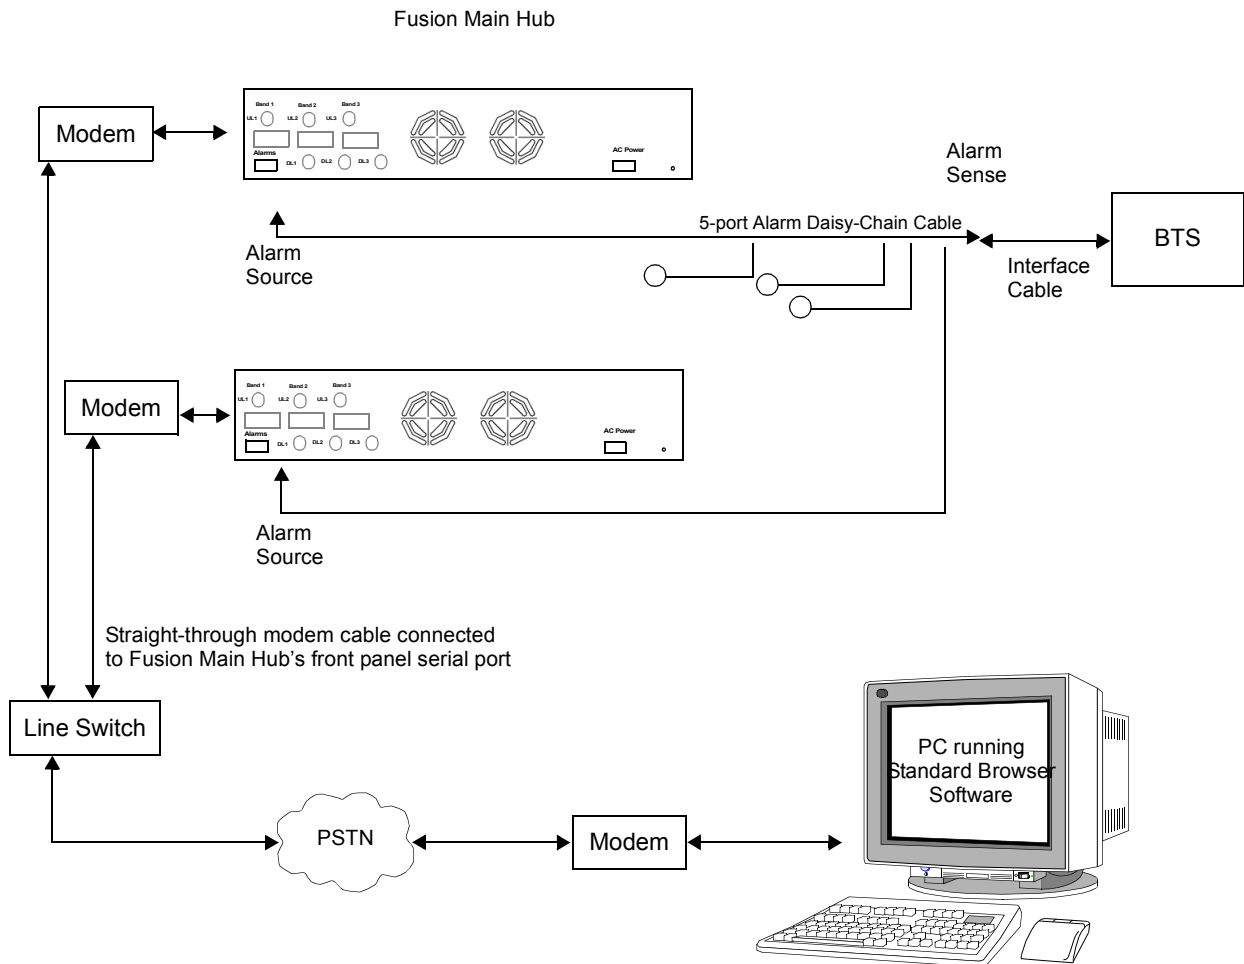 Fusion Main Hub
Band 1
Band 2
Band 3
UL1
UL2
UL3
Modem
Alarms
DL1
DL2
DL3
AC Power
Alarm
Sense
5-port Alarm Daisy-Chain Cable
BTS
Alarm
Source
Interface
Cable
Band 1
Band 2
Band 3
UL1
UL2
UL3
Modem
Alarms
DL1
DL2
DL3
AC Power
Alarm
Source
Straight-through modem cable connected
to Fusion Main Hub's front panel serial port
Line Switch
PC running
Standard Browser
Software
PSTN
Modem